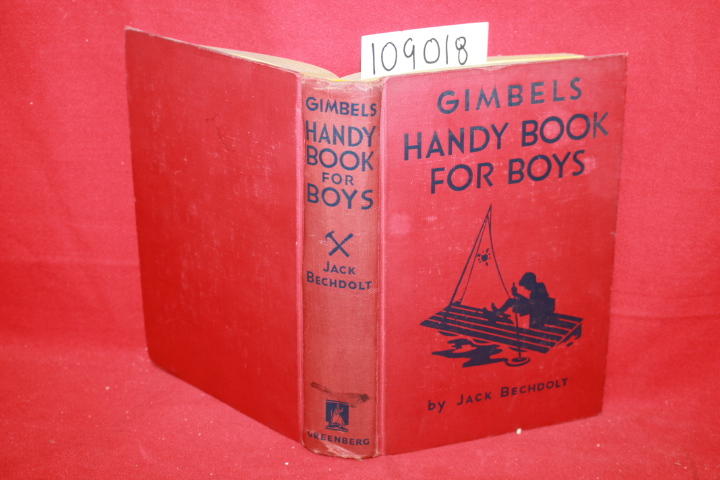 109018
GIMBELS
HANDY
BOOK
FOR
BOYS
JACK
BECHDOLT
GREENBERG
GIMBELS
HANDY BOOK
FOR BOYS
by JACK BECHDOLT